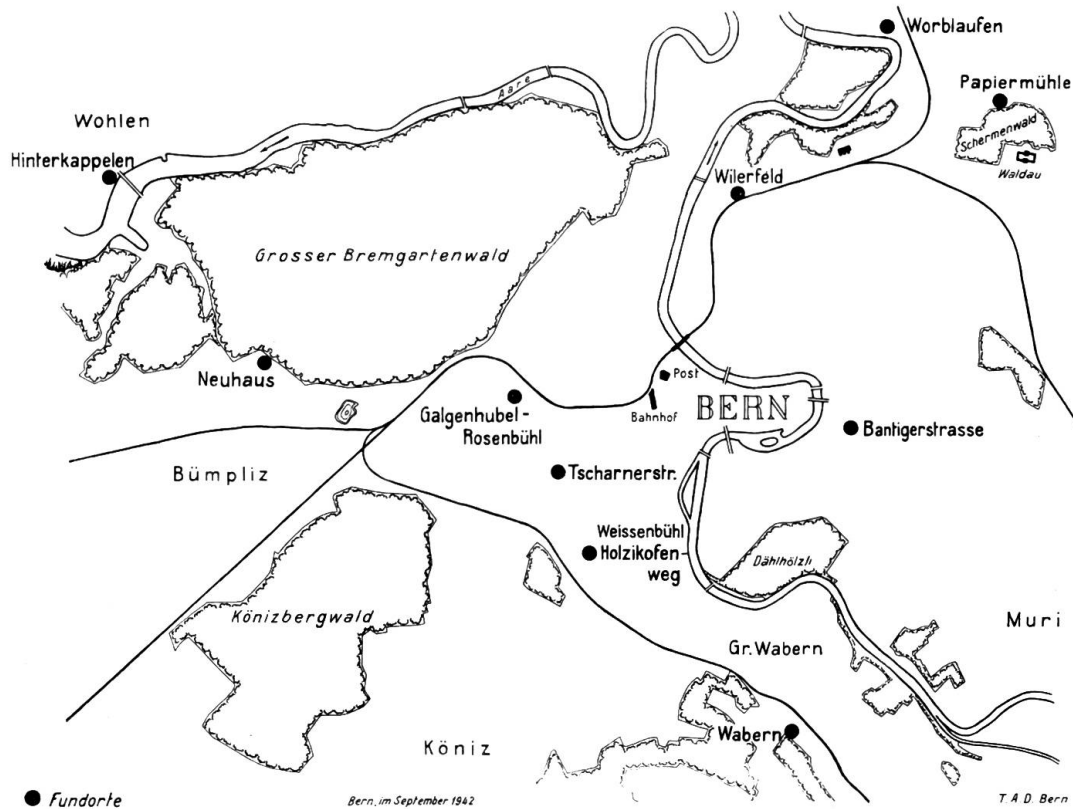 Worblaufen
Papiermühle
Schermenwald
Waldau
Aare
Wohlen
Hinterkappelen
Wilerfeld
Grosser Bremgartenwald
Neuhaus
Post
Bahnhof
BERN
Galgenhubel-
Rosenbühl
Bantigerstrasse
Bümpliz
Tscharnerstr.
Weissenbühl
Holzikofen-
weg
Dählhölzli
Könizbergwald
Muri
Gr. Wabern
Wabern
Köniz
Fundorte
Bern, im September 1942
T. A D. Bern